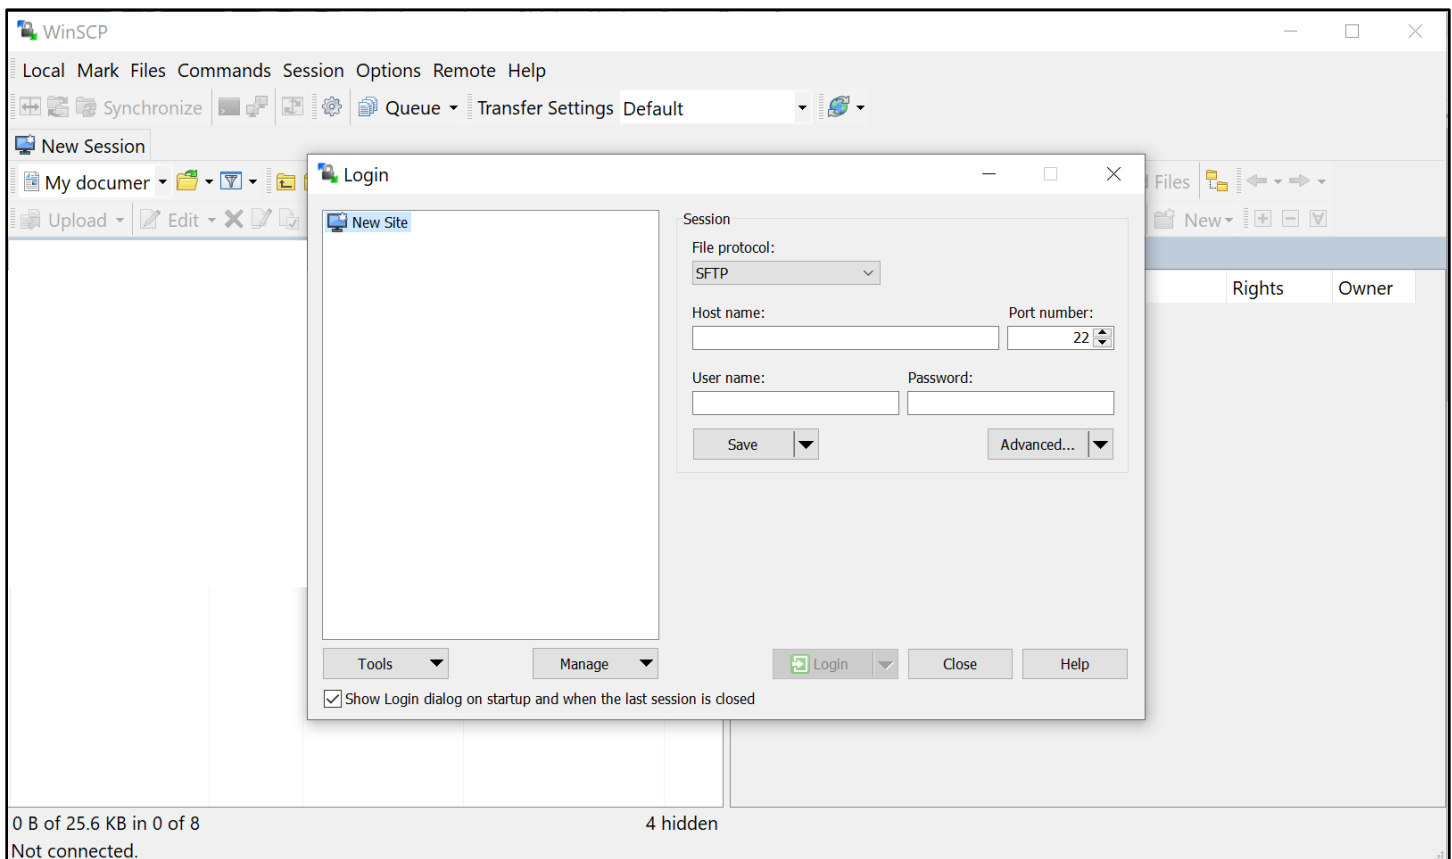 WinSCP
Local Mark Files Commands Session Options Remote Help
Synchronize Queue Transfer Settings Default
New Session
My documer
Upload Edit
Files
New
Rights Owner
Login
New Site
Session
File protocol:
SFTP
Host name: Port number:
22
User name: Password:
Save Advanced...
Tools Manage Login Close Help
Show Login dialog on startup and when the last session is closed
0 B of 25.6 KB in 0 of 8 4 hidden
Not connected.